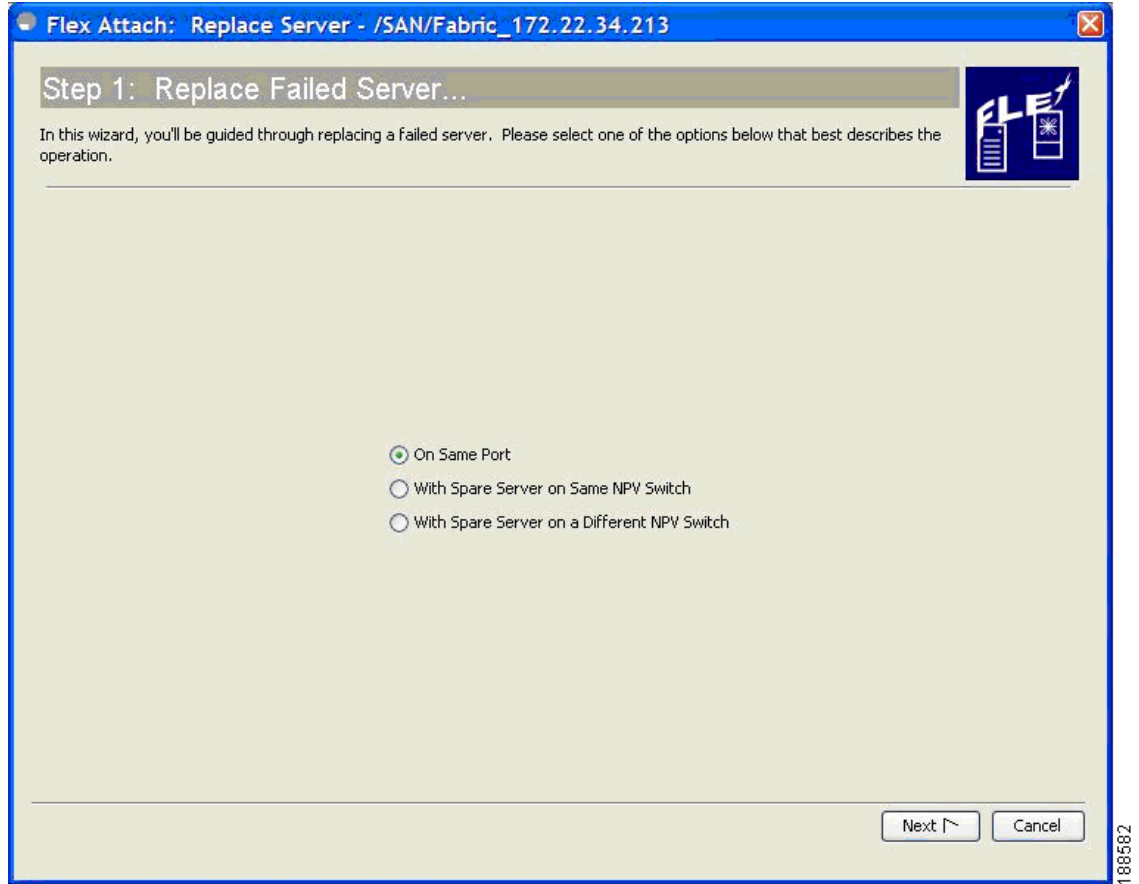 Flex Attach: Replace Server - /SAN/Fabric_172.22.34.213
Step 1: Replace Failed Server...
In this wizard, you'll be guided through replacing a failed server. Please select one of the options below that best describes the
operation.
FLEX
On Same Port
With Spare Server on Same NPV Switch
With Spare Server on a Different NPV Switch
Next
Cancel
188582